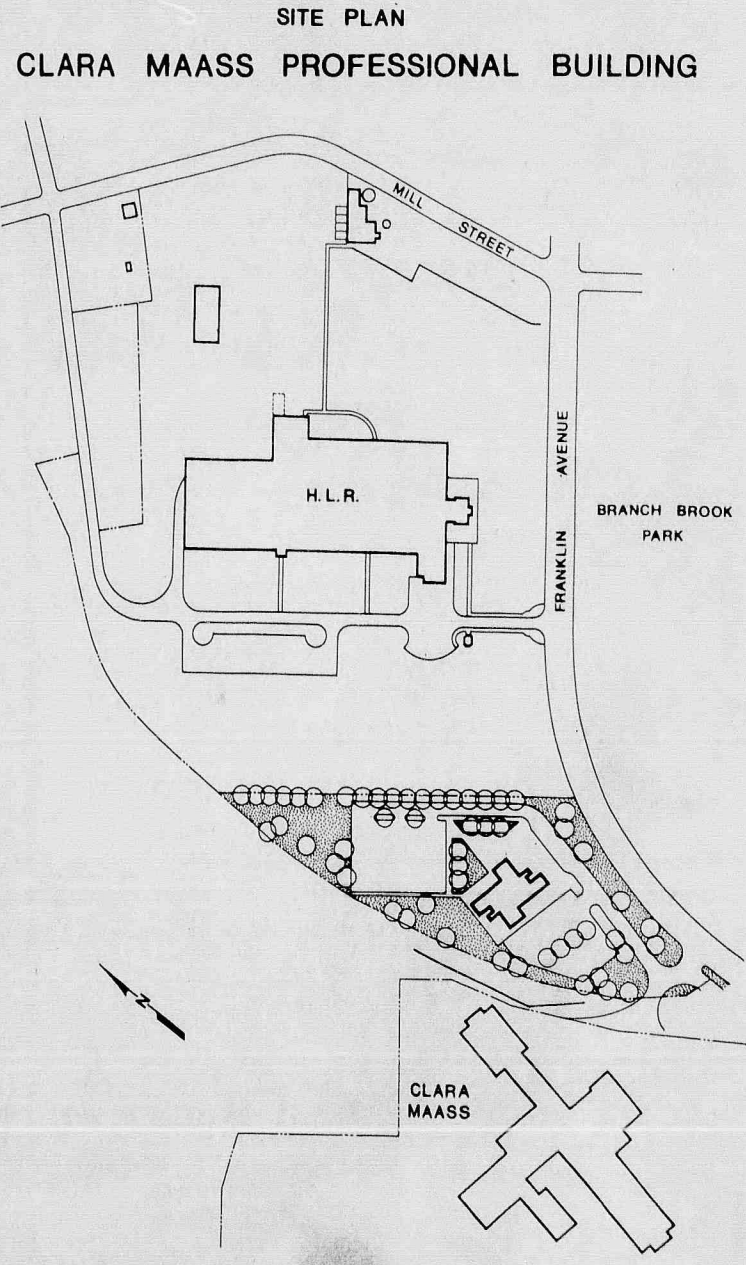 SITE PLAN
CLARA MAASS PROFESSIONAL BUILDING
MILL STREET
H.L.R.
FRANKLIN AVENUE
BRANCH BROOK
PARK
N
CLARA
MAASS